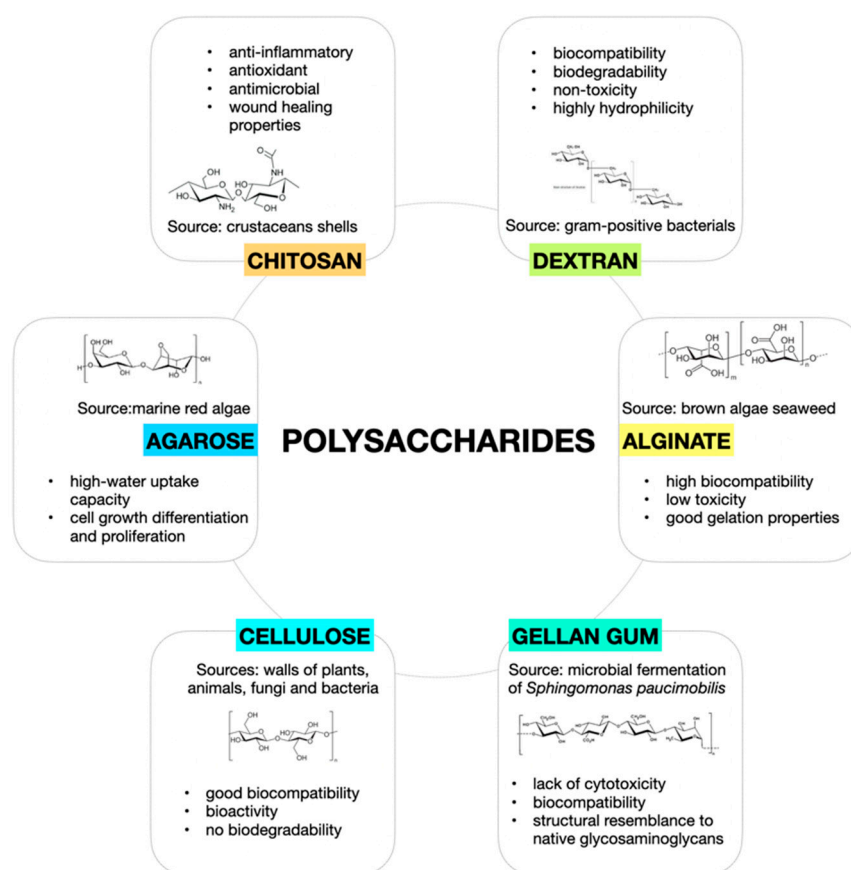 • anti-inflammatory
• antioxidant
• antimicrobial
• wound healing
properties
Source: crustaceans shells
CHITOSAN
• biocompatibility
• biodegradability
• non-toxicity
• highly hydrophilicity
Source: gram-positive bacterials
DEXTRAN
Source:marine red algae
AGAROSE
• high-water uptake
capacity
• cell growth differentiation
and proliferation
POLYSACCHARIDES
Source: brown algae seaweed
ALGINATE
• high biocompatibility
• low toxicity
• good gelation properties
CELLULOSE
Sources: walls of plants,
animals, fungi and bacteria
• good biocompatibility
• bioactivity
• no biodegradability
GELLAN GUM
Source: microbial fermentation
of Sphingomonas paucimobilis
• lack of cytotoxicity
• biocompatibility
• structural resemblance to
native glycosaminoglycans